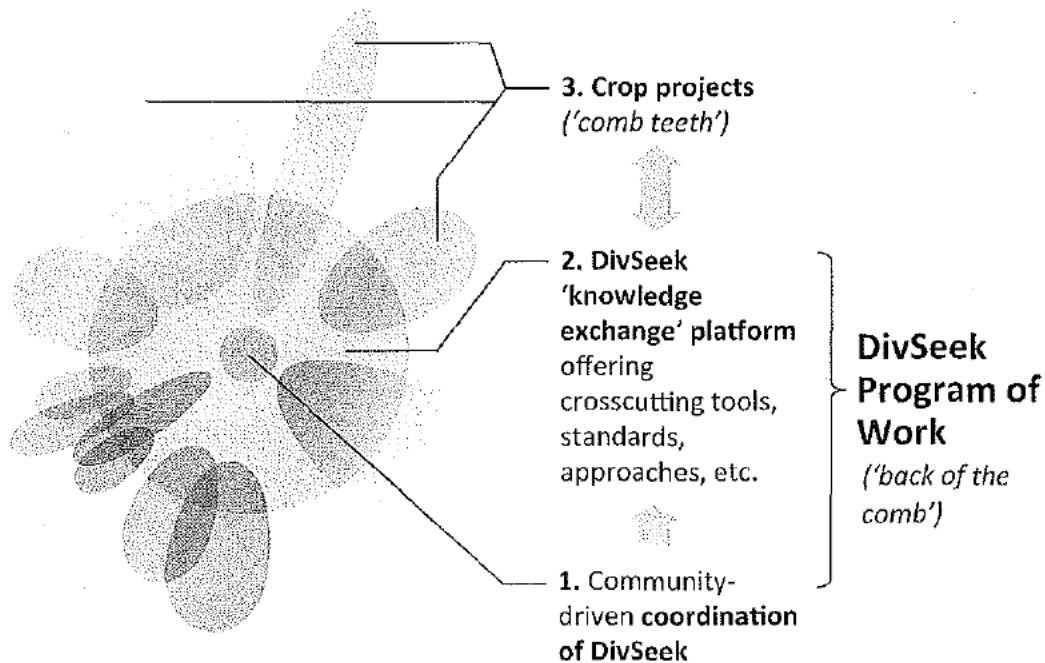 3. Crop projects
('comb teeth')
2. DivSeek
'knowledge
exchange' platform
offering
crosscutting tools,
standards,
approaches, etc.
DivSeek
Program of
Work
('back of the
comb')
1. Community-
driven coordination
of DivSeek